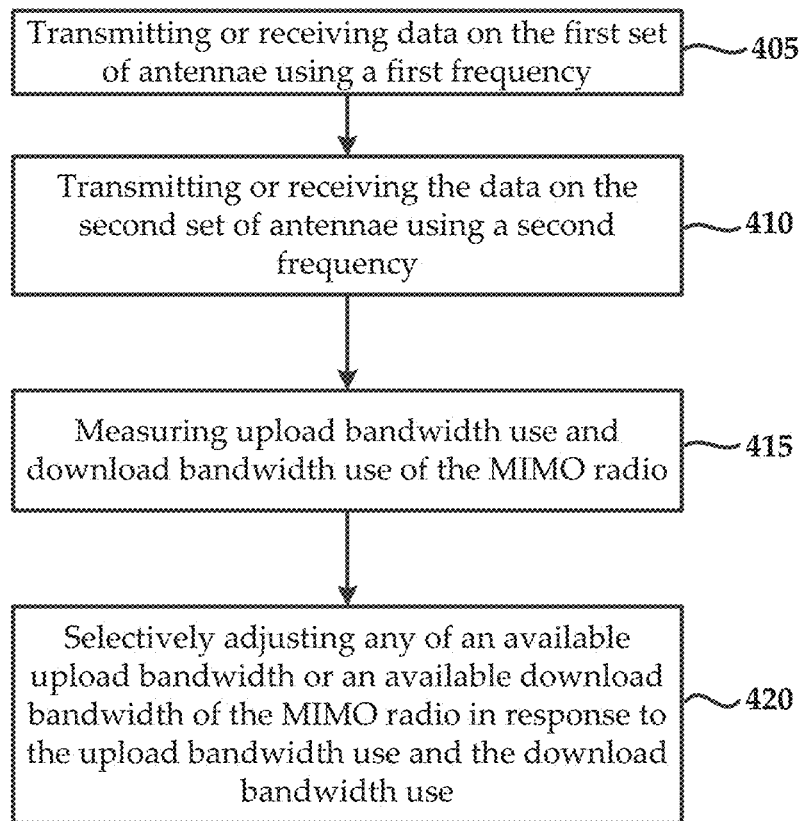 Transmitting or receiving data on the first set
of antennae using a first frequency
405
Transmitting or receiving the data on the
second set of antennae using a second
frequency
410
Measuring upload bandwidth use and
download bandwidth use of the MIMO radio
415
Selectively adjusting any of an available
upload bandwidth or an available download
bandwidth of the MIMO radio in response to
the upload bandwidth use and the download
bandwidth use
420